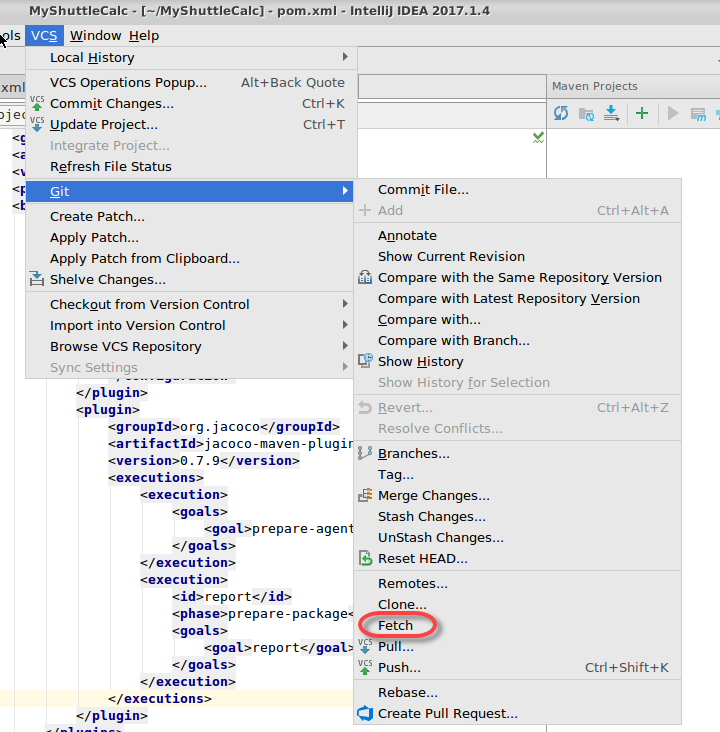 MyShuttleCalc - [~/MyShuttleCalc] - pom.xml - IntelliJ IDEA 2017.1.4
ols VCS Window Help
Local History
VCS Operations Popup... Alt+Back Quote
VCS Commit Changes... Ctrl+K
VCS Update Project... Ctrl+T
Integrate Project...
Refresh File Status
Git
Create Patch...
Apply Patch...
Apply Patch from Clipboard...
Shelve Changes...
Checkout from Version Control
Import into Version Control
Browse VCS Repository
Sync Settings
Commit File...
Add Ctrl+Alt+A
Annotate
Show Current Revision
Compare with the Same Repository Version
Compare with Latest Repository Version
Compare with...
Compare with Branch...
Show History
Show History for Selection
Revert... Ctrl+Alt+Z
Resolve Conflicts...
Branches...
Tag...
Merge Changes...
Stash Changes...
UnStash Changes...
Reset HEAD...
Remotes...
Clone...
Fetch
VCS Pull...
VCS Push... Ctrl+Shift+K
Rebase...
Create Pull Request...
Maven Projects
xml
ojec
<g
<a
<v
<p
<b
</plugin>
<plugin>
<groupId>org.jacoco</groupId>
<artifactId>jacoco-maven-plugin
<version>0.7.9</version>
<executions>
<execution>
<goals>
<goal>prepare-agent
</goals>
</execution>
<execution>
<id>report</id>
<phase>prepare-package<
<goals>
<goal>report</goal>
</goals>
</execution>
</executions>
</plugin>